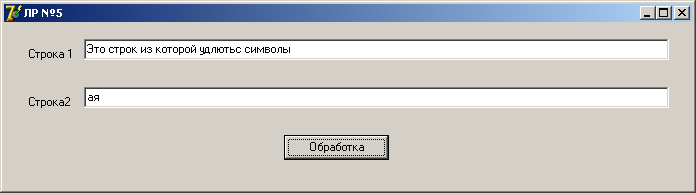 ЛР №5
Строка 1
Это строк из которой удлютьс символы
Строка2
ая
Обработка